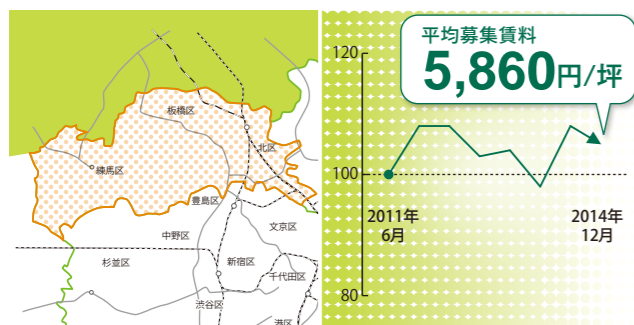 板橋区
北区
練馬区
豊島区
文京区
中野区
杉並区
新宿区
千代田区
渋谷区
港区
平均募集賃料
5,860円/坪
120
100
80
2011年
6月
2014年
12月